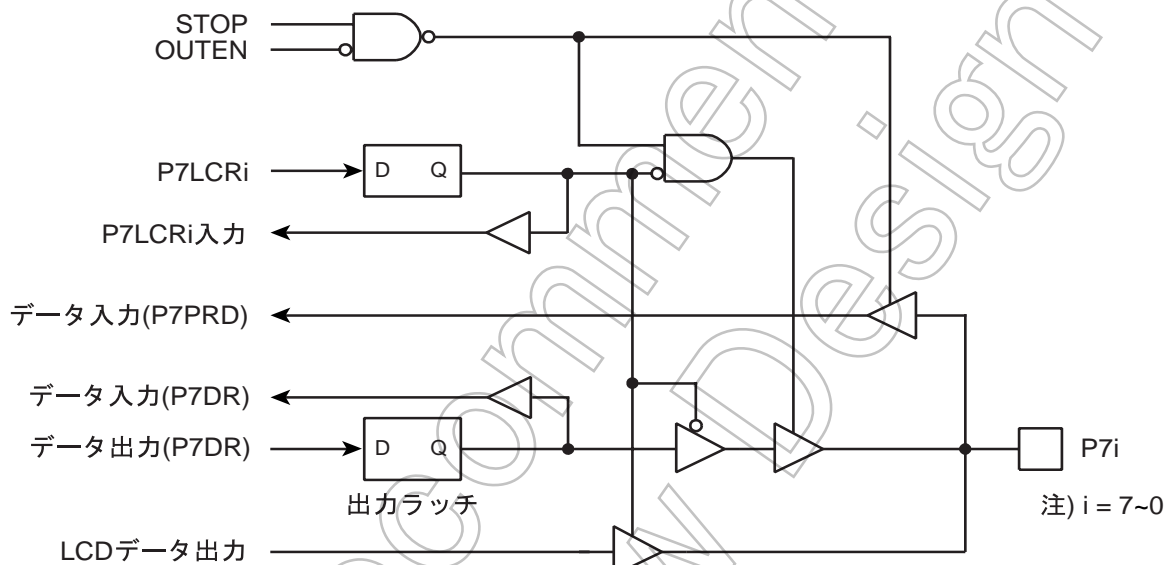 STOP
OUTEN
P7LCRi
D Q
P7LCRi入力
データ入力(P7PRD)
データ入力(P7DR)
データ出力(P7DR)
D Q
P7i
出力ラッチ
注) i = 7~0
LCDデータ出力